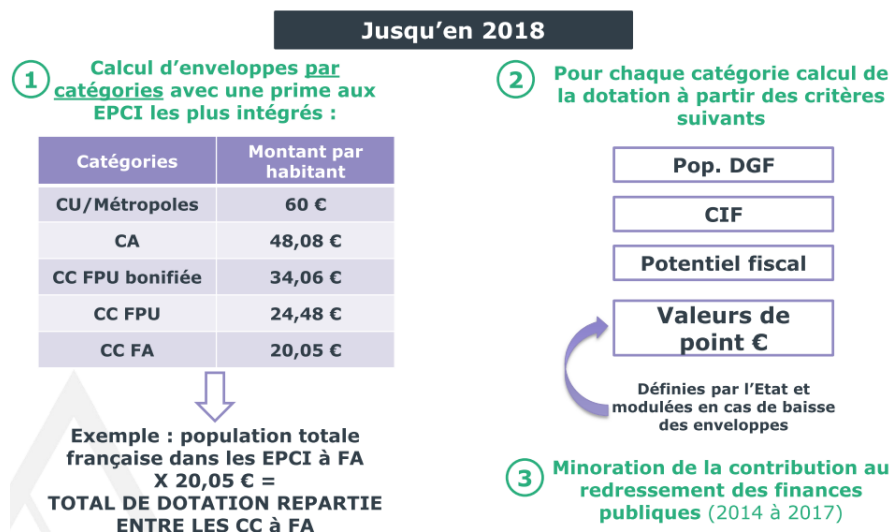 Jusqu'en 2018
1
Calcul d'enveloppes par
catégories avec une prime aux
EPCI les plus intégrés :
Catégories
Montant par
habitant
CU/Métropoles
60 €
CA
48,08 €
CC FPU bonifiée
34,06 €
CC FPU
24,48 €
CC FA
20,05 €
Exemple : population totale
française dans les EPCI à FA
X 20,05 € =
TOTAL DE DOTATION REPARTIE
ENTRE LES CC à FA
2
Pour chaque catégorie calcul de
la dotation à partir des critères
suivants
Pop. DGF
CIF
Potentiel fiscal
Valeurs de
point €
Définies par l'Etat et
modulées en cas de baisse
des enveloppes
3
Minoration de la contribution au
redressement des finances
publiques (2014 à 2017)